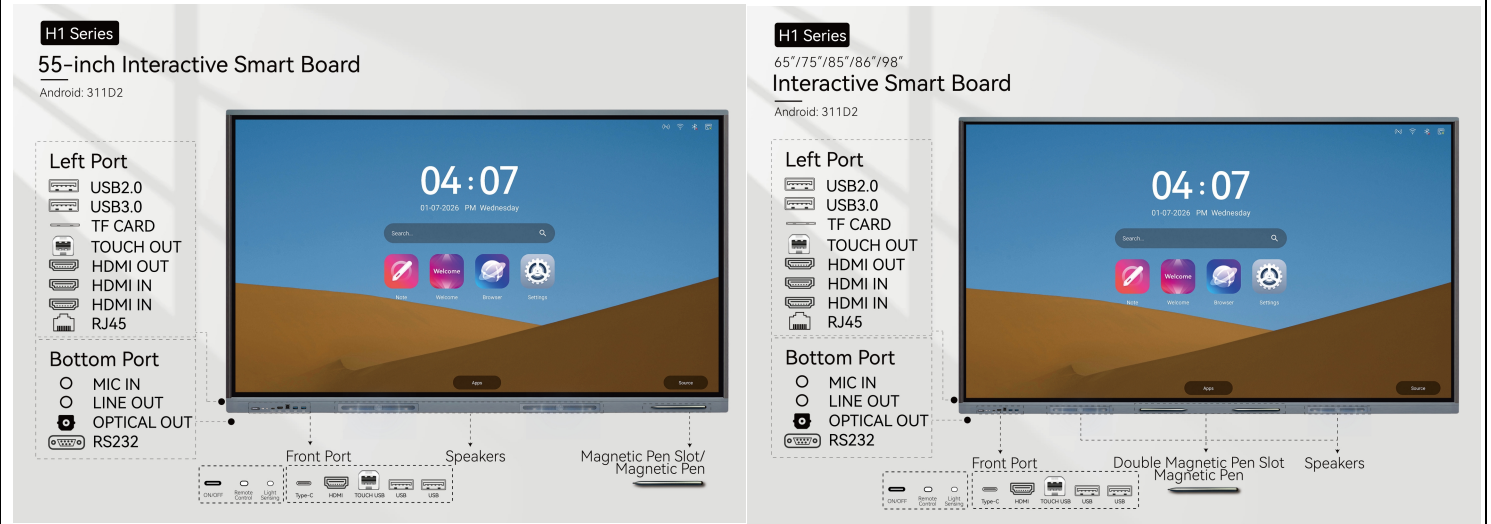 H1 Series
55-inch Interactive Smart Board
Android: 311D2
Left Port
USB2.0
USB3.0
TF CARD
TOUCH OUT
HDMI OUT
HDMI IN
HDMI IN
RJ45
Bottom Port
MIC IN
LINE OUT
OPTICAL OUT
RS232
04:07
01-07-2026 PM Wednesday
Search...
Welcome
Note Welcome Browser Settings
Apps Source
Front Port
Speakers
Magnetic Pen Slot/
Magnetic Pen
ON/OFF Remote Control Light Sensing Type-C HDMI TOUCH USB USB USB
H1 Series
65"/75"/85"/86"/98"
Interactive Smart Board
Android: 311D2
Left Port
USB2.0
USB3.0
TF CARD
TOUCH OUT
HDMI OUT
HDMI IN
HDMI IN
RJ45
Bottom Port
MIC IN
LINE OUT
OPTICAL OUT
RS232
04:07
01-07-2026 PM Wednesday
Search...
Welcome
Note Welcome Browser Settings
Apps Source
Front Port
Double Magnetic Pen Slot
Magnetic Pen
Speakers
ON/OFF Remote Control Light Sensing Type-C HDMI TOUCH USB USB USB